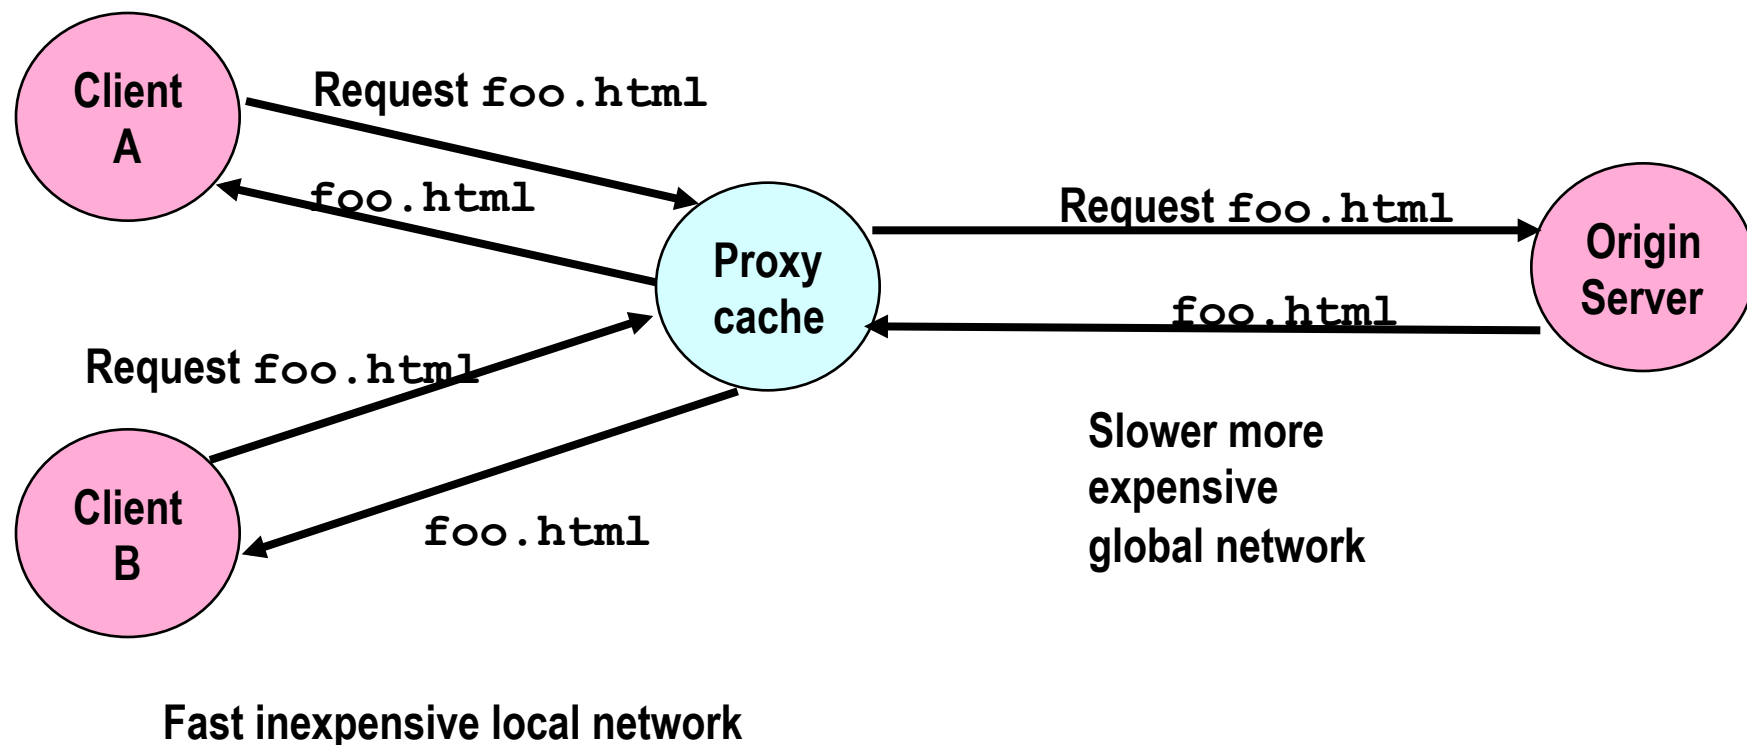 Client
A
Request foo.html
foo.html
Proxy
cache
Request foo.html
foo.html
Origin
Server
Request foo.html
Client
B
foo.html
Slower more
expensive
global network
Fast inexpensive local network